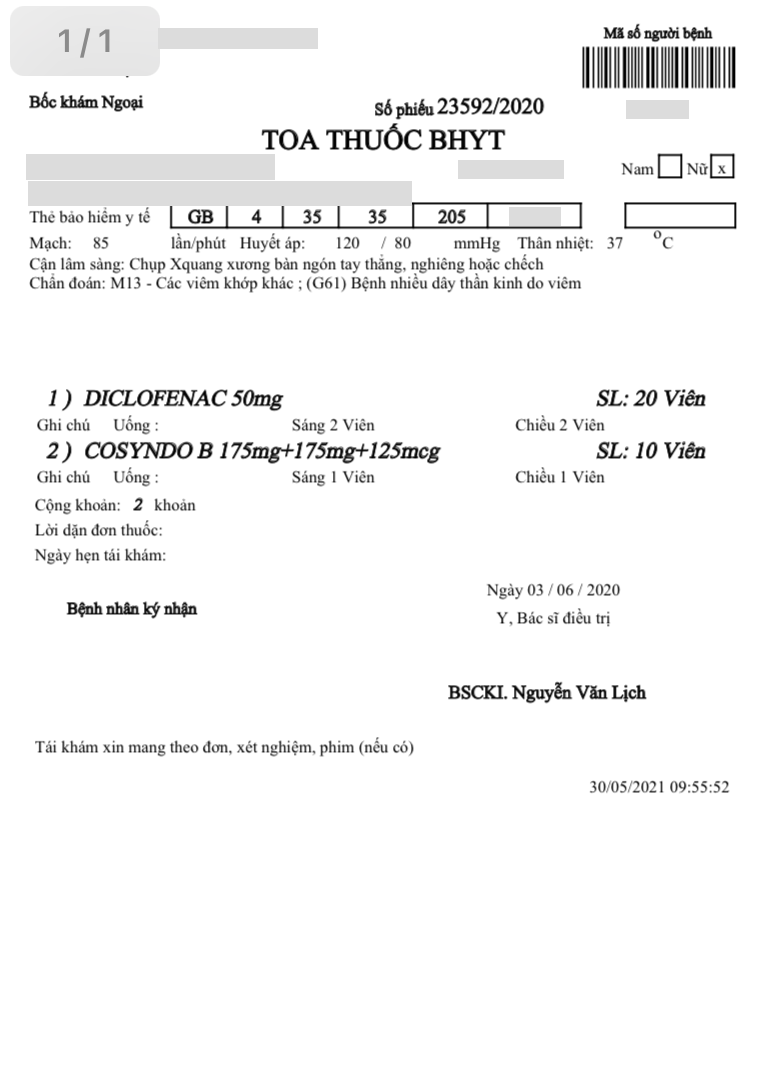 1/1
Mã số người bệnh
Bốc khám Ngoại
Số phiếu 23592/2020
TOA THUỐC BHYT
Nam Nữ x
Thẻ bảo hiểm y tế GB 4 35 35 205
Mạch: 85 lần/phút Huyết áp: 120 / 80 mmHg Thân nhiệt: 37 °C
Cận lâm sàng: Chụp Xquang xương bàn ngón tay thẳng, nghiêng hoặc chếch
Chẩn đoán: M13 - Các viêm khớp khác ; (G61) Bệnh nhiều dây thần kinh do viêm
1 ) DICLOFENAC 50mg SL: 20 Viên
Ghi chú Uống : Sáng 2 Viên Chiều 2 Viên
2 ) COSYNDO B 175mg+175mg+125mcg SL: 10 Viên
Ghi chú Uống : Sáng 1 Viên Chiều 1 Viên
Cộng khoản: 2 khoản
Lời dặn đơn thuốc:
Ngày hẹn tái khám:
Ngày 03 / 06 / 2020
Bệnh nhân ký nhận
Y, Bác sĩ điều trị
BSCKI. Nguyễn Văn Lịch
Tái khám xin mang theo đơn, xét nghiệm, phim (nếu có)
30/05/2021 09:55:52